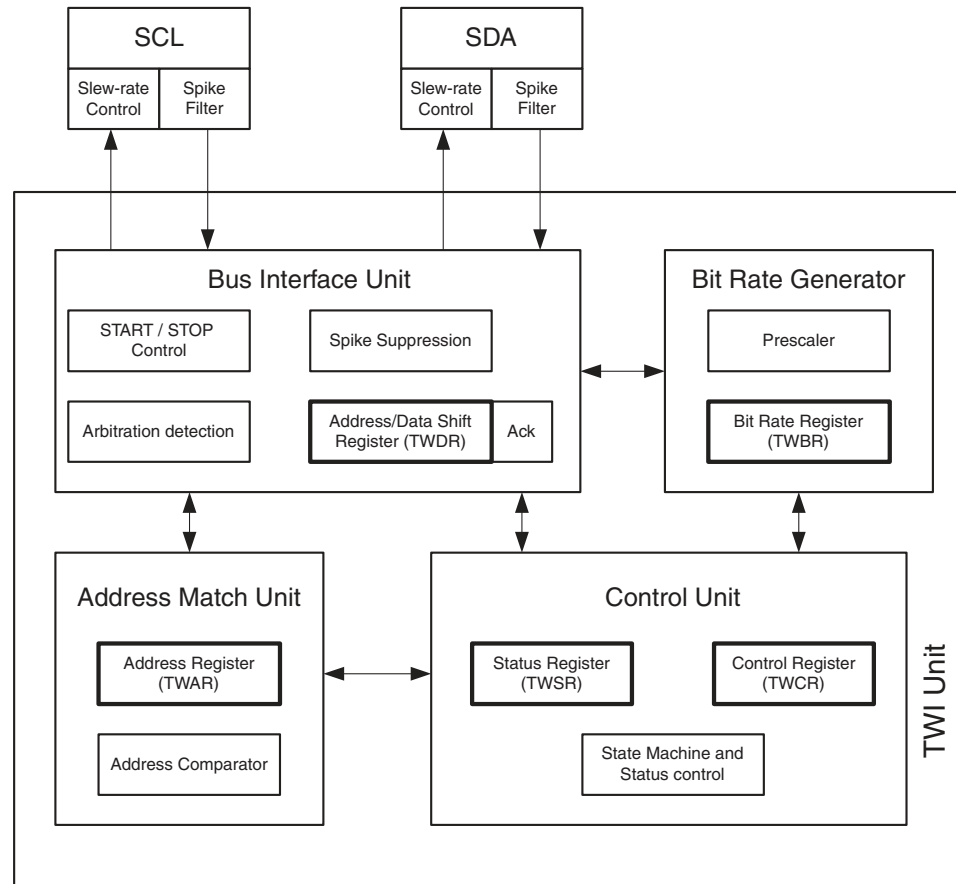 SCL
Slew-rate
Control
Spike
Filter
SDA
Slew-rate
Control
Spike
Filter
Bus Interface Unit
START / STOP
Control
Spike Suppression
Arbitration detection
Address/Data Shift
Register (TWDR)
Ack
Bit Rate Generator
Prescaler
Bit Rate Register
(TWBR)
Address Match Unit
Address Register
(TWAR)
Address Comparator
Control Unit
Status Register
(TWSR)
Control Register
(TWCR)
State Machine and
Status control
TWI Unit